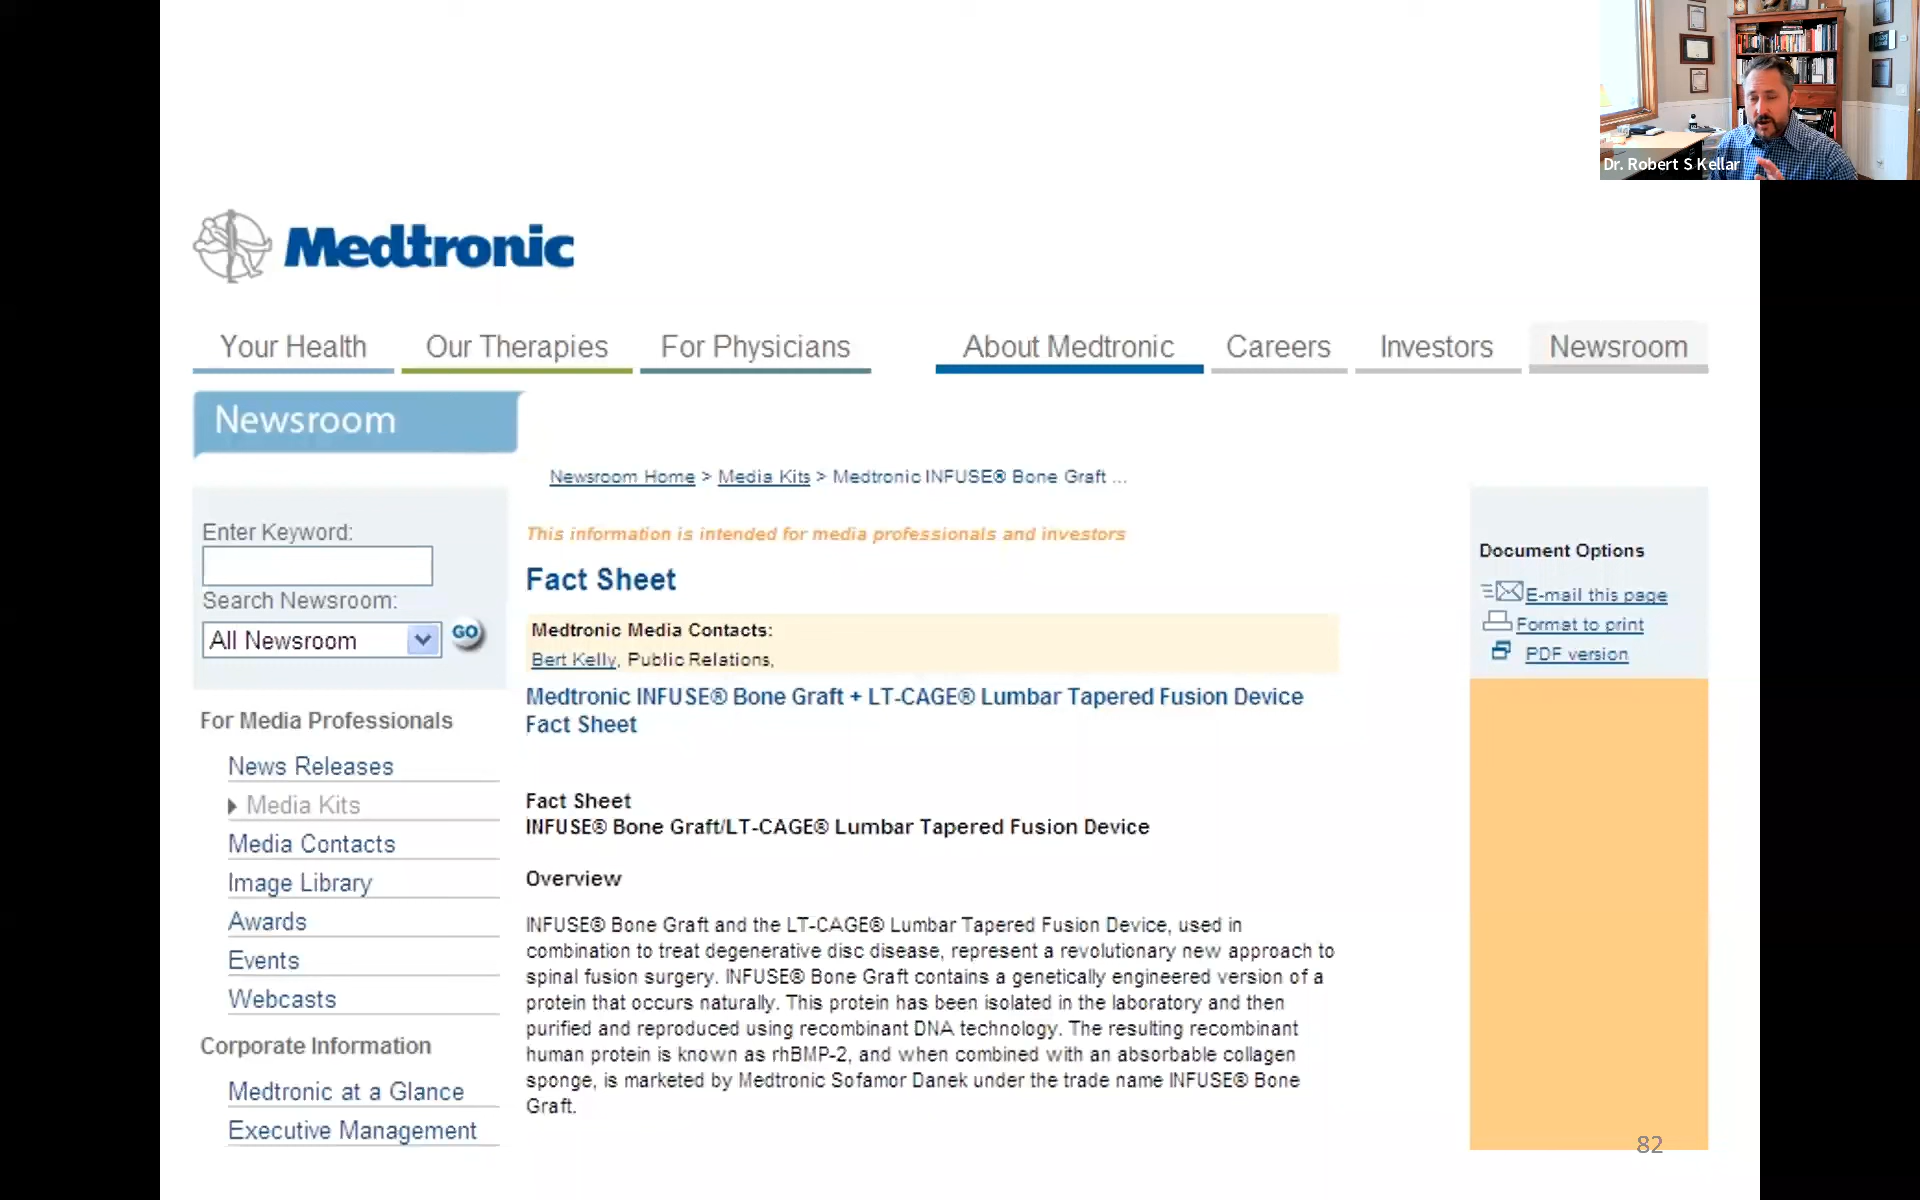 Dr. Robert S Kellar
Medtronic
Your Health
Our Therapies
For Physicians
About Medtronic
Careers
Investors
Newsroom
Newsroom
Newsroom Home > Media Kits > Medtronic INFUSE® Bone Graft ...
Enter Keyword:
Search Newsroom:
All Newsroom
GO
For Media Professionals
News Releases
Media Kits
Media Contacts
Image Library
Awards
Events
Webcasts
Corporate Information
Medtronic at a Glance
Executive Management
This information is intended for media professionals and investors
Fact Sheet
Medtronic Media Contacts:
Bert Kelly, Public Relations,
Medtronic INFUSE® Bone Graft + LT-CAGE® Lumbar Tapered Fusion Device
Fact Sheet
Fact Sheet
INFUSE® Bone Graft/LT-CAGE® Lumbar Tapered Fusion Device
Overview
INFUSE® Bone Graft and the LT-CAGE® Lumbar Tapered Fusion Device, used in
combination to treat degenerative disc disease, represent a revolutionary new approach to
spinal fusion surgery. INFUSE® Bone Graft contains a genetically engineered version of a
protein that occurs naturally. This protein has been isolated in the laboratory and then
purified and reproduced using recombinant DNA technology. The resulting recombinant
human protein is known as rhBMP-2, and when combined with an absorbable collagen
sponge, is marketed by Medtronic Sofamor Danek under the trade name INFUSE® Bone
Graft.
Document Options
E-mail this page
Format to print
PDF version
82